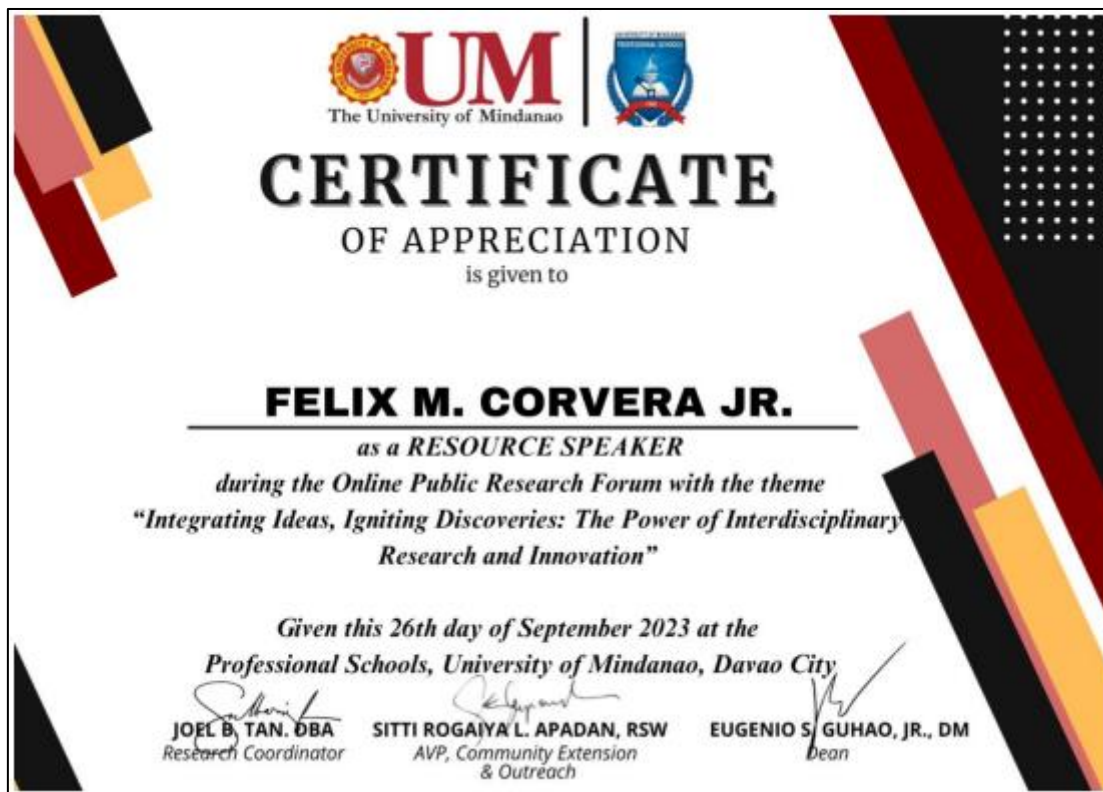 UM
The University of Mindanao
CERTIFICATE
OF APPRECIATION
is given to
FELIX M. CORVERA JR.
as a RESOURCE SPEAKER
during the Online Public Research Forum with the theme
“Integrating Ideas, Igniting Discoveries: The Power of Interdisciplinary
Research and Innovation”
Given this 26th day of September 2023 at the
Professional Schools, University of Mindanao, Davao City
JOEL B. TAN. DBA
Research Coordinator
SITTI ROGAIYA L. APADAN, RSW
AVP, Community Extension
& Outreach
EUGENIO S. GUHAO, JR., DM
Dean